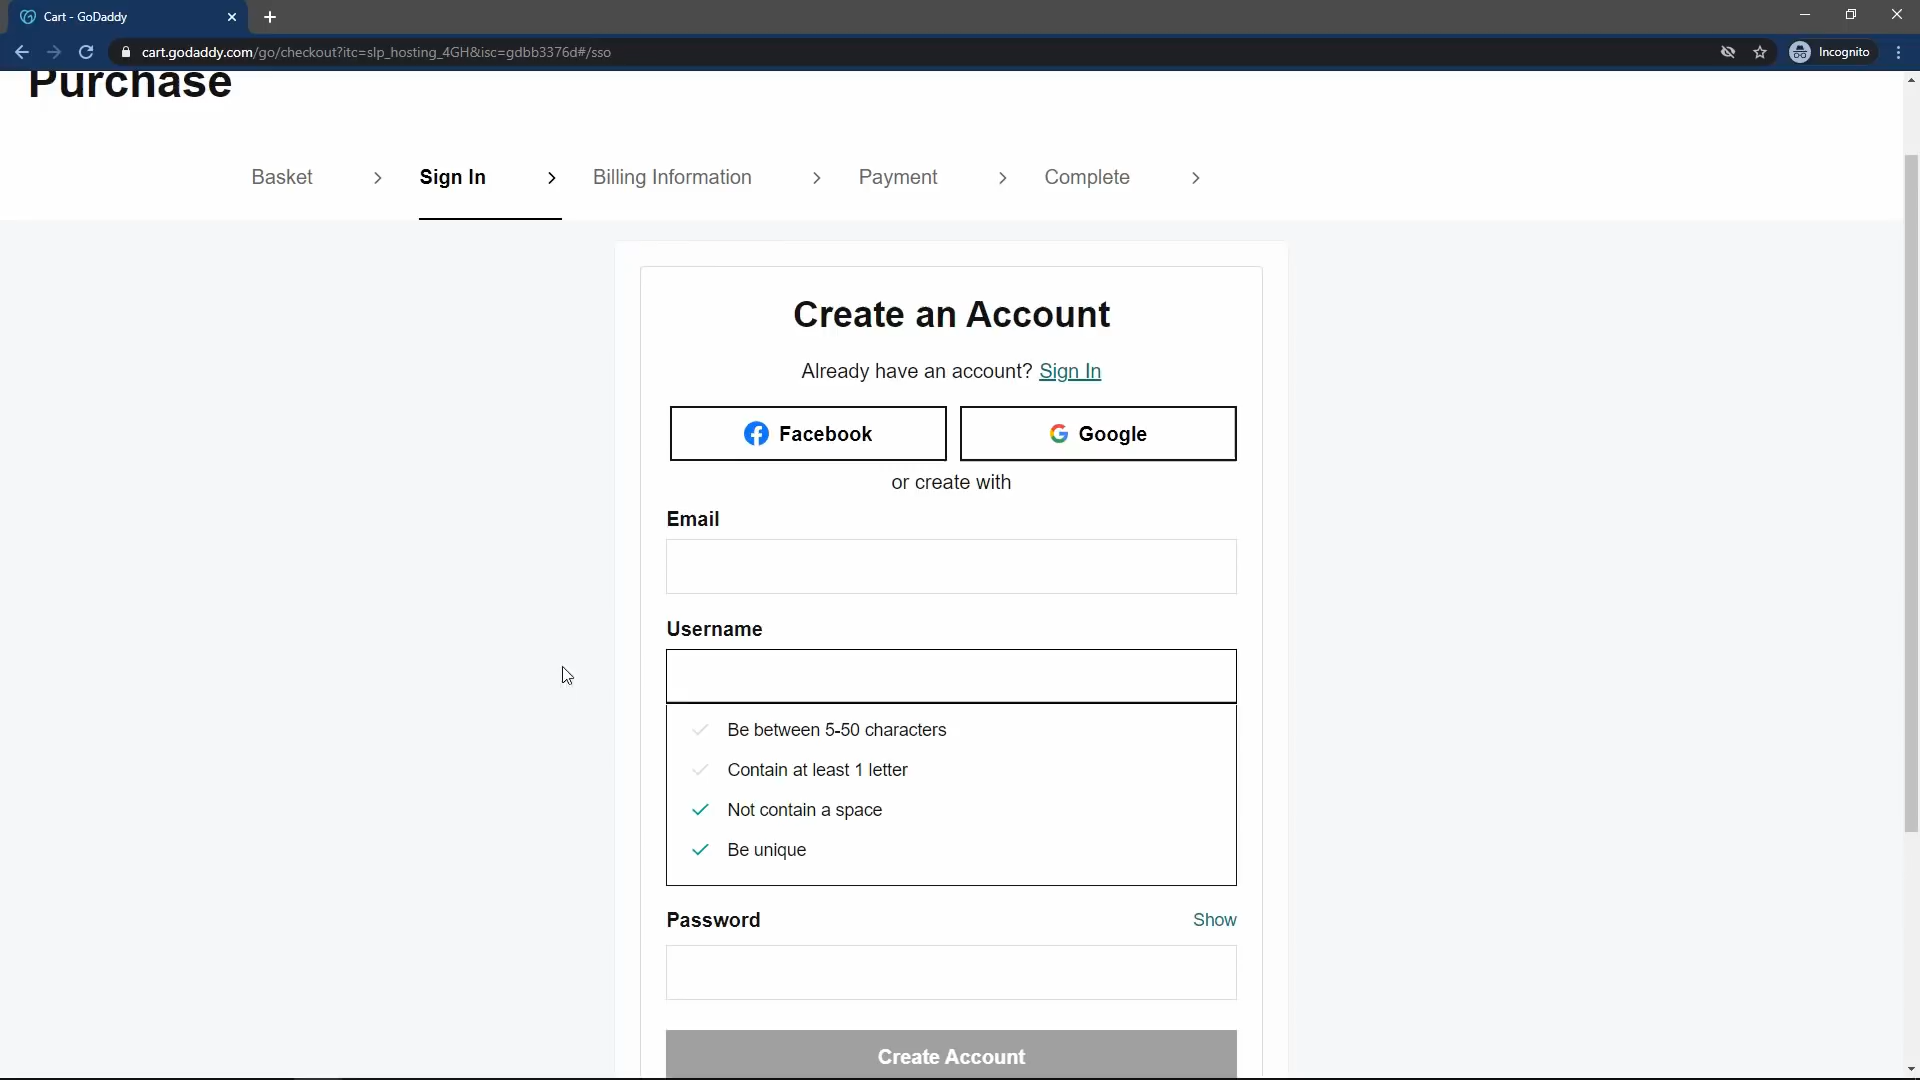 Cart - GoDaddy
cart.godaddy.com/go/checkout?itc=slp_hosting_4GH&isc=gdbb3376d#/sso
Incognito
Purchase
Basket
Sign In
Billing Information
Payment
Complete
Create an Account
Already have an account? Sign In
Facebook
Google
or create with
Email
Username
Be between 5-50 characters
Contain at least 1 letter
Not contain a space
Be unique
Password
Show
Create Account